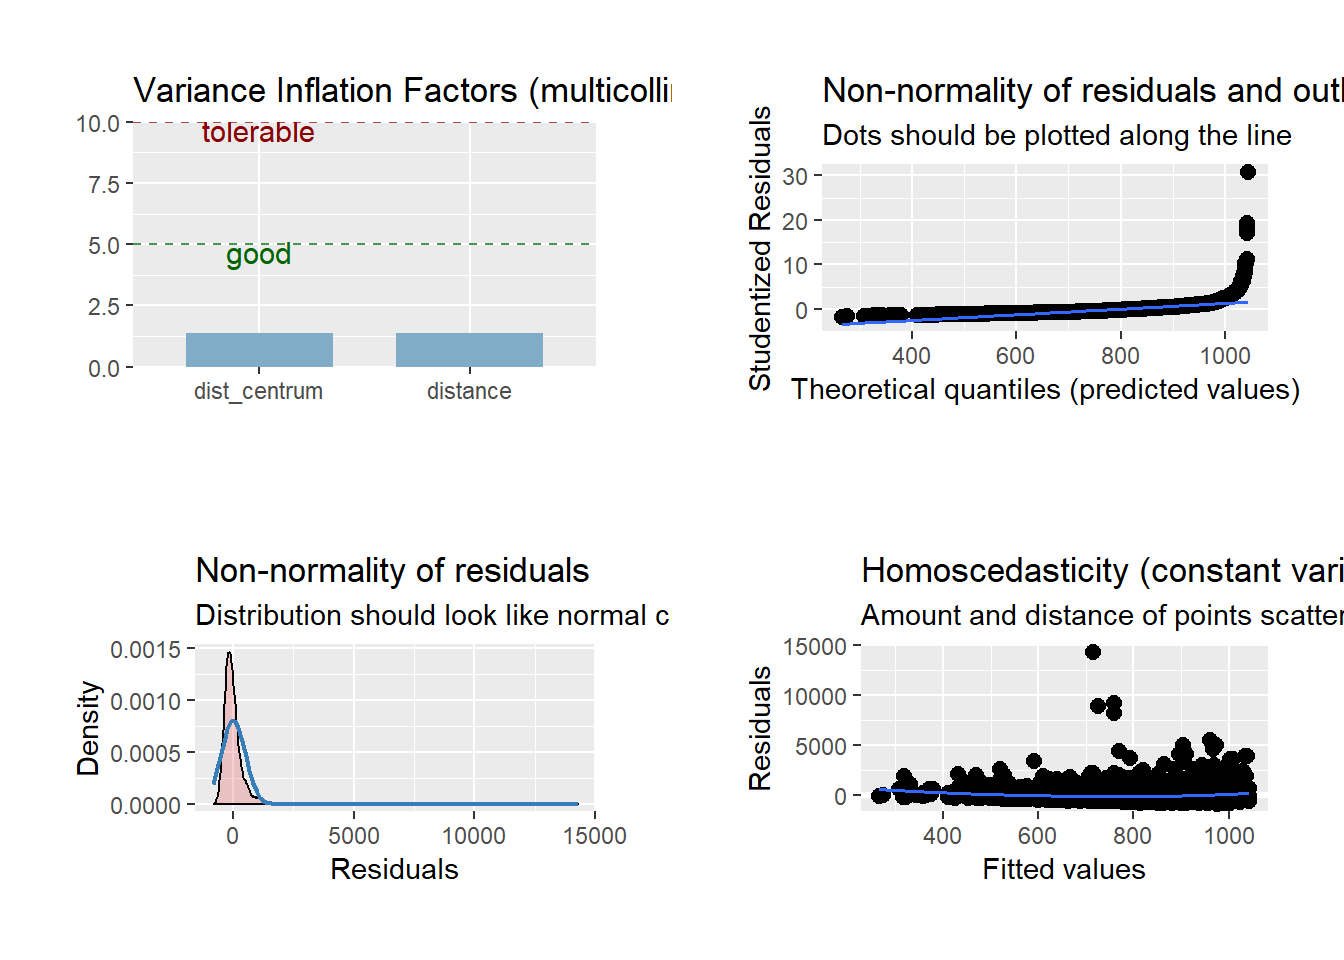 Variance Inflation Factors (multicolli
10.0
7.5
5.0
2.5
0.0
tolerable
good
dist_centrum distance
Non-normality of residuals and outl
Dots should be plotted along the line
Studentized Residuals
30
20
10
0
400 600 800 1000
Theoretical quantiles (predicted values)
Non-normality of residuals
Distribution should look like normal c
Density
0.0015
0.0010
0.0005
0.0000
0 5000 10000 15000
Residuals
Homoscedasticity (constant vari
Amount and distance of points scatter
Residuals
15000
10000
5000
0
400 600 800 1000
Fitted values